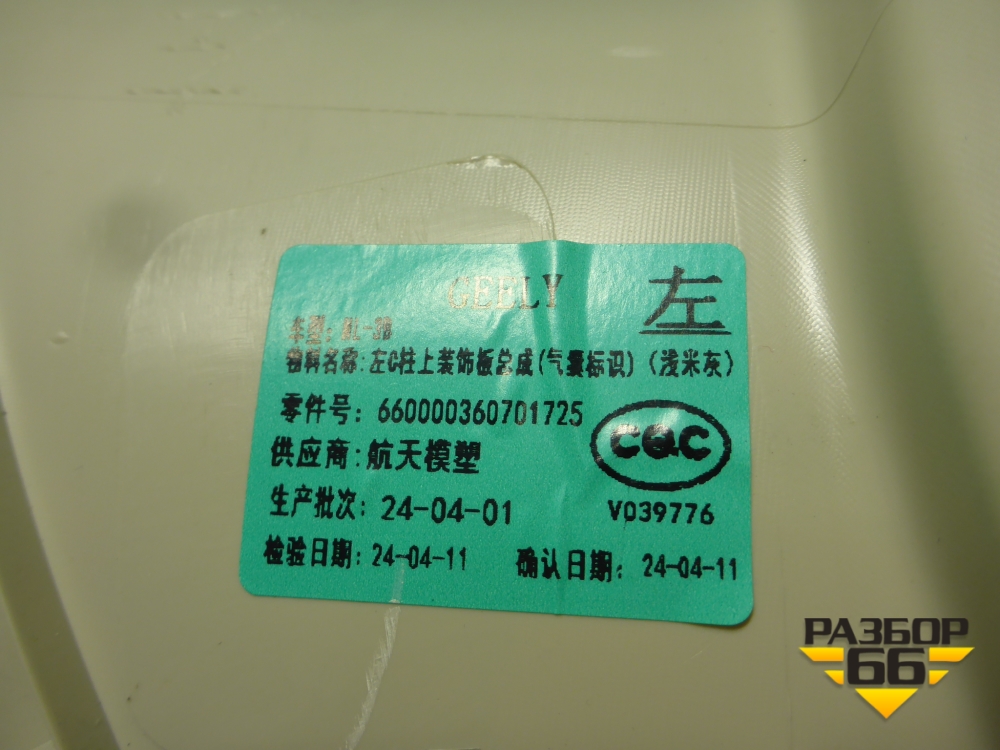 GEELY
左
车型:
物料名称:左C柱上装饰板总成(气囊标识)(浅米灰)
零件号: 660000360701725
供应商:航天模塑
CQC
生产批次: 24-04-01
V039776
检验日期: 24-04-11 确认日期: 24-04-11
РАЗБОР
66